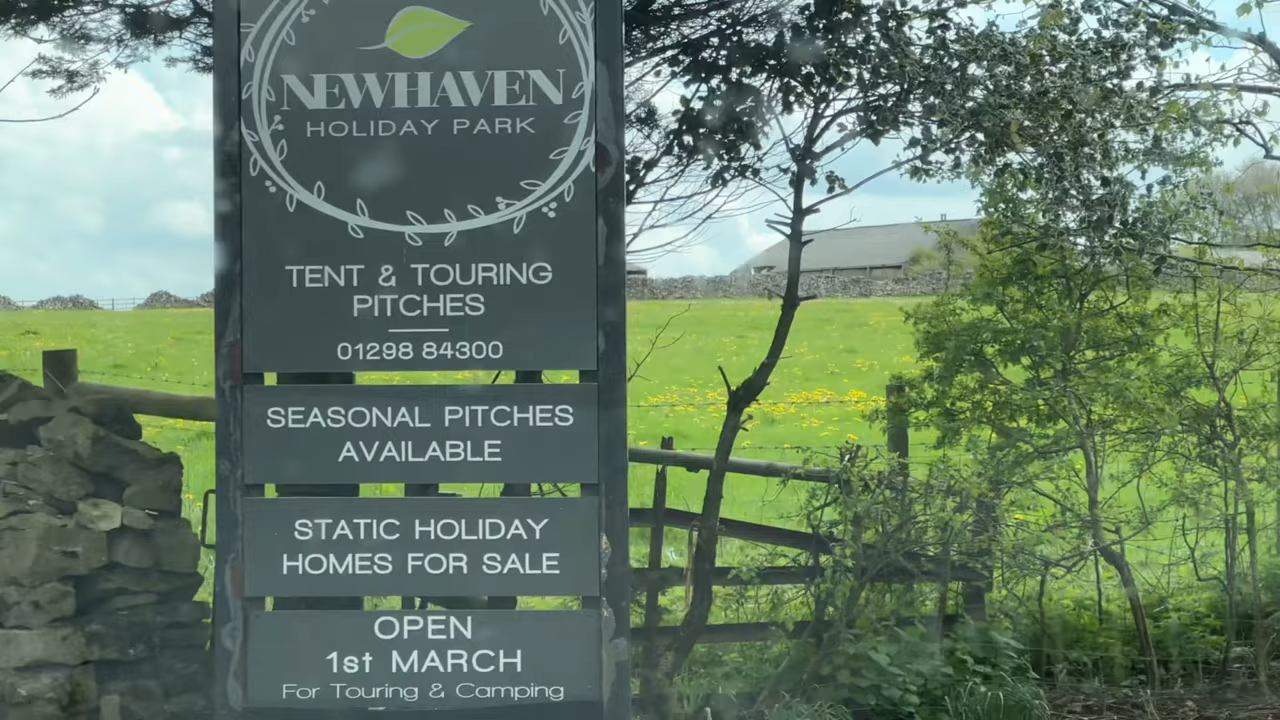 NEWHAVEN
HOLIDAY PARK
TENT & TOURING
PITCHES
01298 84300
SEASONAL PITCHES
AVAILABLE
STATIC HOLIDAY
HOMES FOR SALE
OPEN
1st MARCH
For Touring & Camping